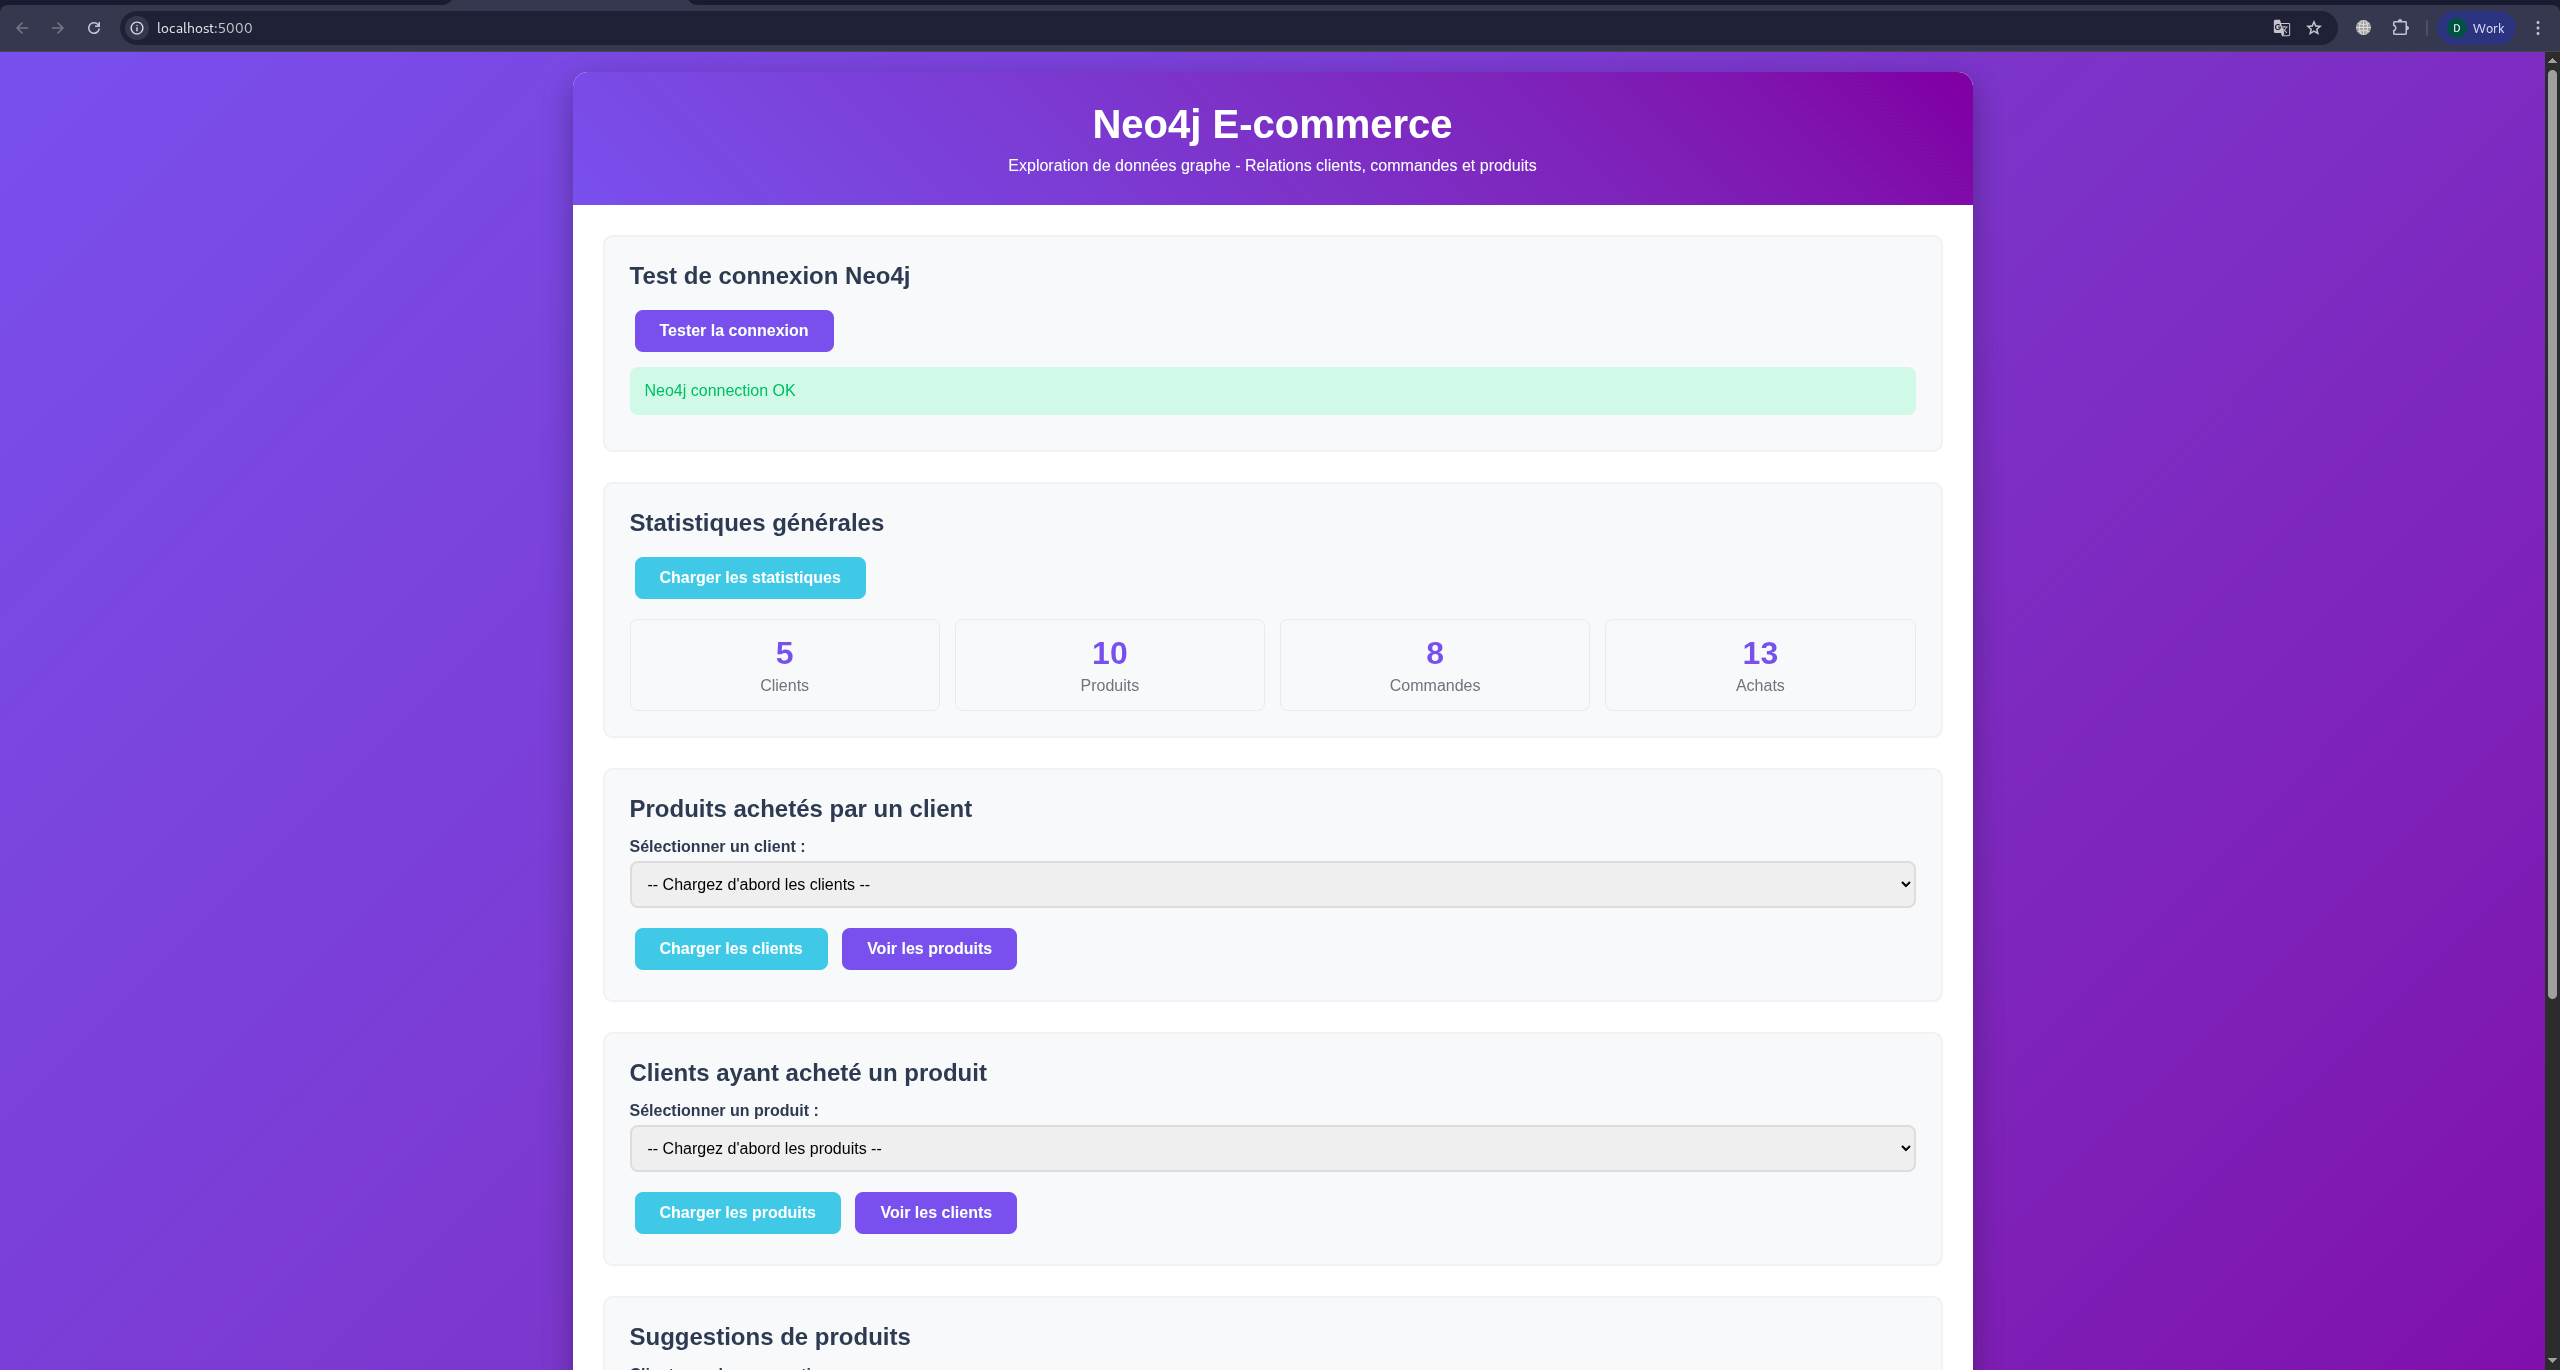 localhost:5000
D Work
Neo4j E-commerce
Exploration de données graphe - Relations clients, commandes et produits
Test de connexion Neo4j
Tester la connexion
Neo4j connection OK
Statistiques générales
Charger les statistiques
5 10 8 13
Clients Produits Commandes Achats
Produits achetés par un client
Sélectionner un client :
-- Chargez d'abord les clients --
Charger les clients Voir les produits
Clients ayant acheté un produit
Sélectionner un produit :
-- Chargez d'abord les produits --
Charger les produits Voir les clients
Suggestions de produits